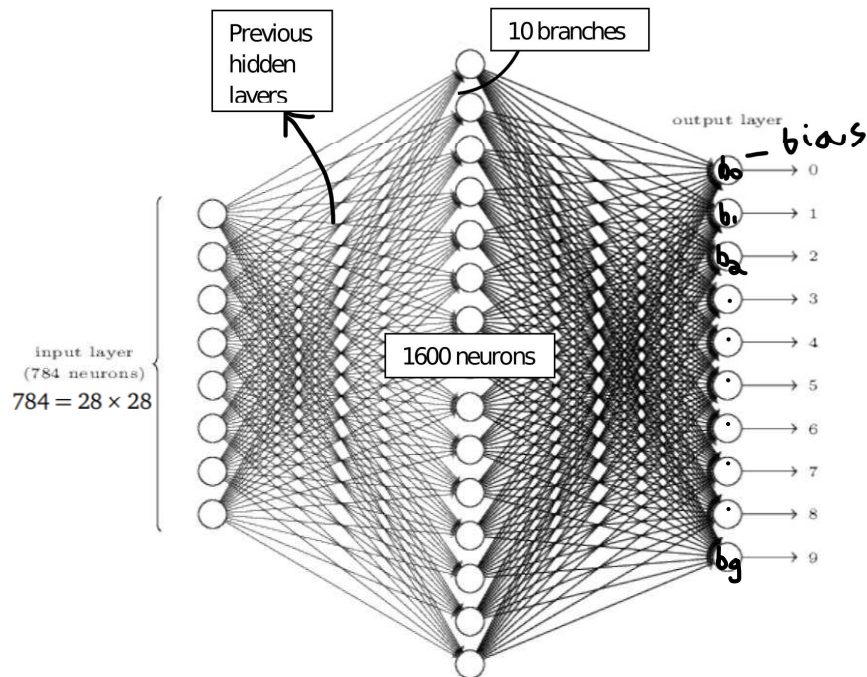 Previous
hidden
layers
10 branches
output layer
bias
b0
0
b1
1
b2
2
3
4
5
6
7
8
b9
9
1600 neurons
input layer
(784 neurons)
784 = 28 × 28